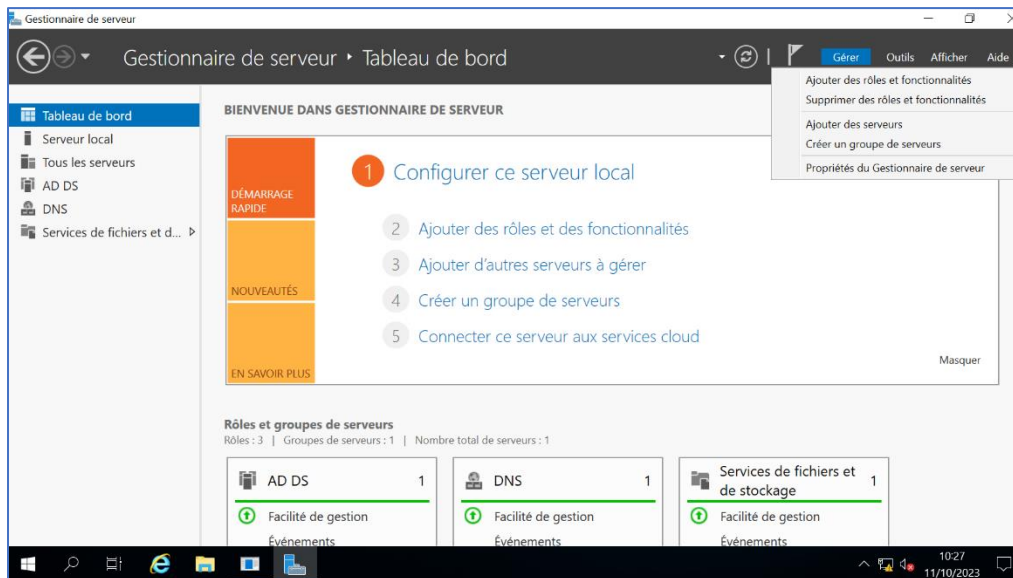 Gestionnaire de serveur
Gestionnaire de serveur • Tableau de bord
Gérer Outils Afficher Aide
Ajouter des rôles et fonctionnalités
Supprimer des rôles et fonctionnalités
Ajouter des serveurs
Créer un groupe de serveurs
Propriétés du Gestionnaire de serveur
Tableau de bord
Serveur local
Tous les serveurs
AD DS
DNS
Services de fichiers et d...
BIENVENUE DANS GESTIONNAIRE DE SERVEUR
DÉMARRAGE
RAPIDE
NOUVEAUTÉS
EN SAVOIR PLUS
1 Configurer ce serveur local
2 Ajouter des rôles et des fonctionnalités
3 Ajouter d'autres serveurs à gérer
4 Créer un groupe de serveurs
5 Connecter ce serveur aux services cloud
Masquer
Rôles et groupes de serveurs
Rôles : 3 | Groupes de serveurs : 1 | Nombre total de serveurs : 1
AD DS 1
Facilité de gestion
Événements
DNS 1
Facilité de gestion
Événements
Services de fichiers et
de stockage 1
Facilité de gestion
Événements
10:27
11/10/2023